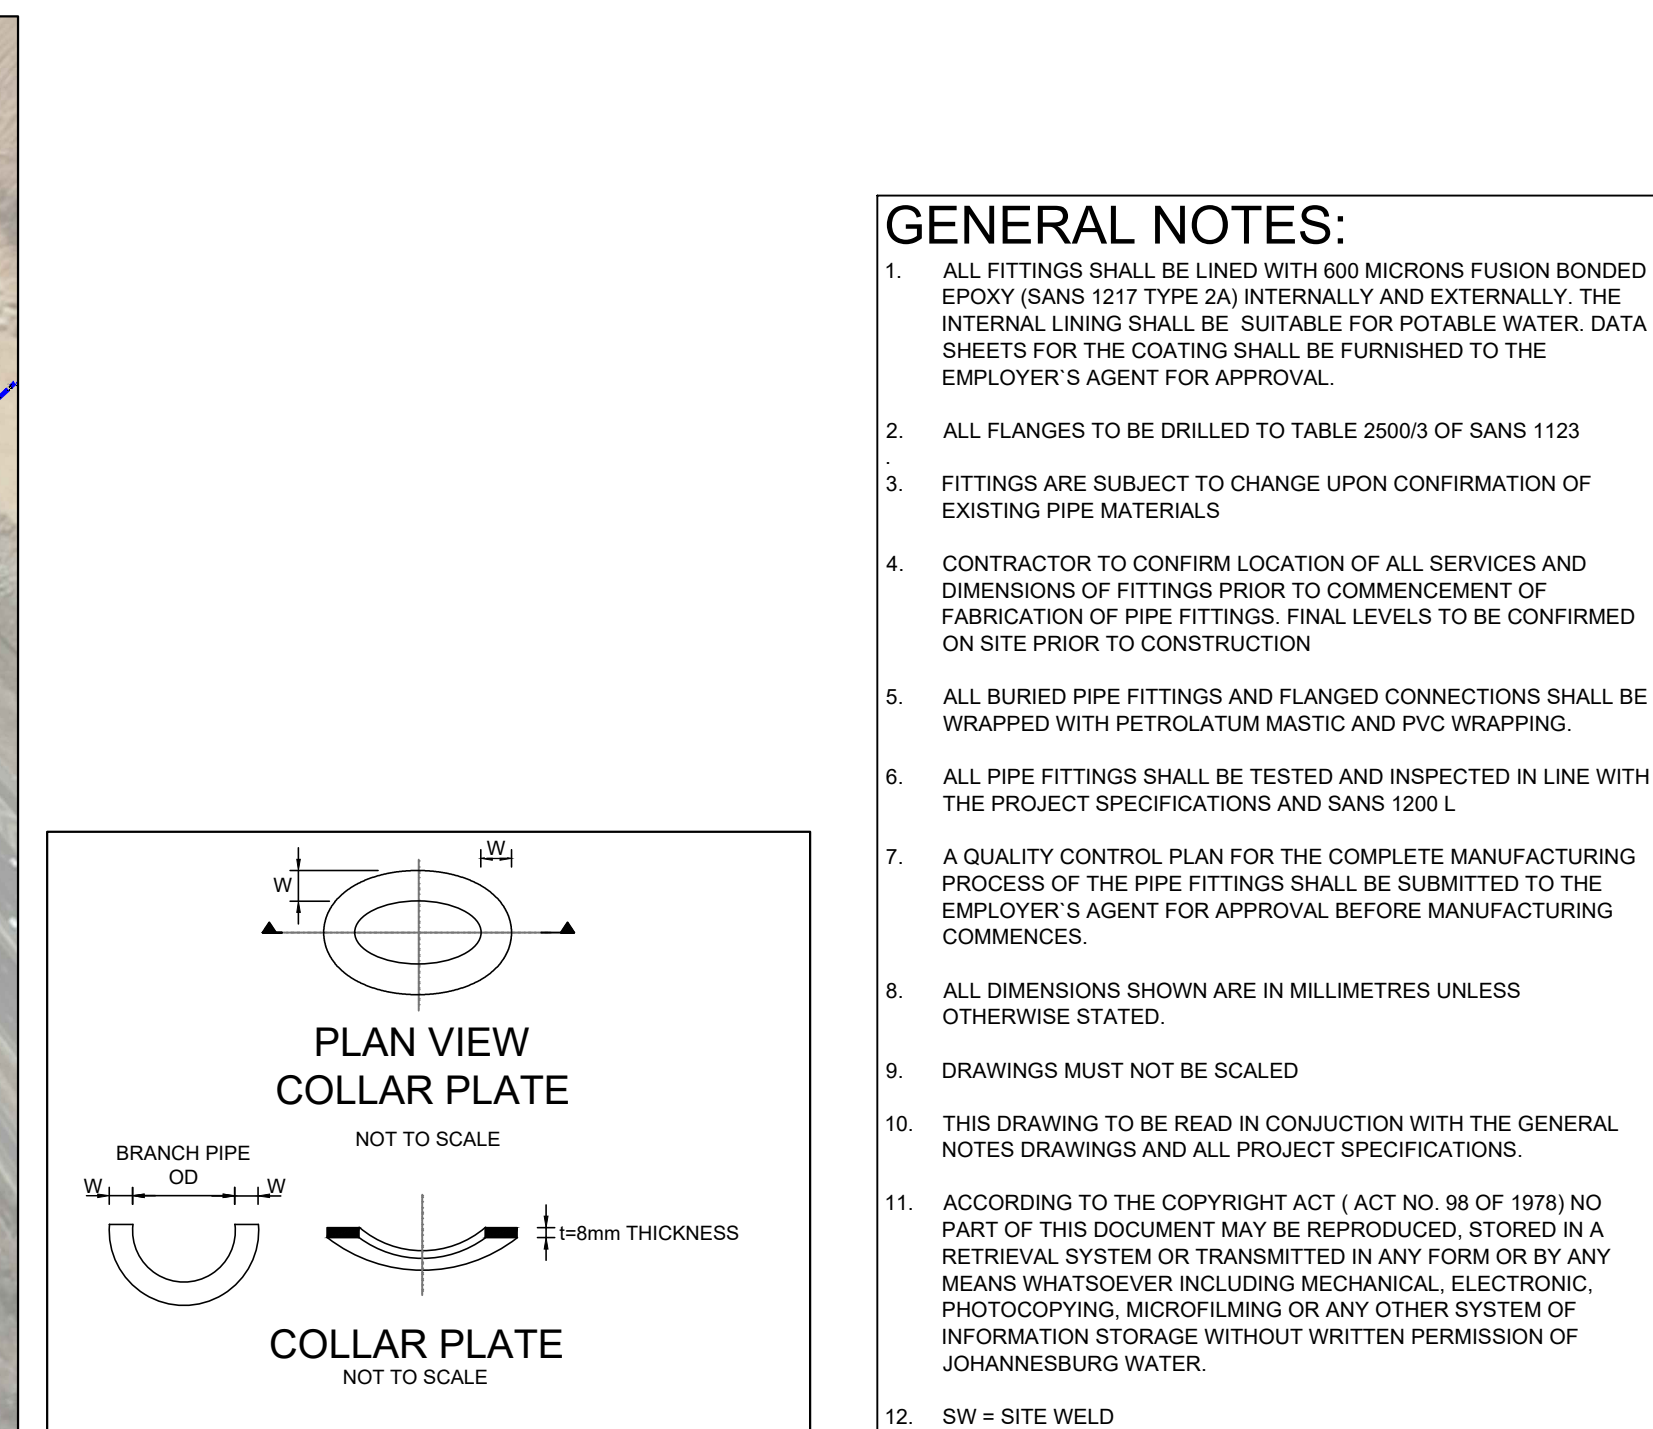 GENERAL NOTES:
1. ALL FITTINGS SHALL BE LINED WITH 600 MICRONS FUSION BONDED
EPOXY (SANS 1217 TYPE 2A) INTERNALLY AND EXTERNALLY. THE
INTERNAL LINING SHALL BE SUITABLE FOR POTABLE WATER. DATA
SHEETS FOR THE COATING SHALL BE FURNISHED TO THE
EMPLOYER`S AGENT FOR APPROVAL.
2. ALL FLANGES TO BE DRILLED TO TABLE 2500/3 OF SANS 1123
.
3. FITTINGS ARE SUBJECT TO CHANGE UPON CONFIRMATION OF
EXISTING PIPE MATERIALS
4. CONTRACTOR TO CONFIRM LOCATION OF ALL SERVICES AND
DIMENSIONS OF FITTINGS PRIOR TO COMMENCEMENT OF
FABRICATION OF PIPE FITTINGS. FINAL LEVELS TO BE CONFIRMED
ON SITE PRIOR TO CONSTRUCTION
5. ALL BURIED PIPE FITTINGS AND FLANGED CONNECTIONS SHALL BE
WRAPPED WITH PETROLATUM MASTIC AND PVC WRAPPING.
6. ALL PIPE FITTINGS SHALL BE TESTED AND INSPECTED IN LINE WITH
THE PROJECT SPECIFICATIONS AND SANS 1200 L
7. A QUALITY CONTROL PLAN FOR THE COMPLETE MANUFACTURING
PROCESS OF THE PIPE FITTINGS SHALL BE SUBMITTED TO THE
EMPLOYER`S AGENT FOR APPROVAL BEFORE MANUFACTURING
COMMENCES.
8. ALL DIMENSIONS SHOWN ARE IN MILLIMETRES UNLESS
OTHERWISE STATED.
9. DRAWINGS MUST NOT BE SCALED
10. THIS DRAWING TO BE READ IN CONJUCTION WITH THE GENERAL
NOTES DRAWINGS AND ALL PROJECT SPECIFICATIONS.
11. ACCORDING TO THE COPYRIGHT ACT ( ACT NO. 98 OF 1978) NO
PART OF THIS DOCUMENT MAY BE REPRODUCED, STORED IN A
RETRIEVAL SYSTEM OR TRANSMITTED IN ANY FORM OR BY ANY
MEANS WHATSOEVER INCLUDING MECHANICAL, ELECTRONIC,
PHOTOCOPYING, MICROFILMING OR ANY OTHER SYSTEM OF
INFORMATION STORAGE WITHOUT WRITTEN PERMISSION OF
JOHANNESBURG WATER.
12. SW = SITE WELD
W
W
PLAN VIEW
COLLAR PLATE
NOT TO SCALE
BRANCH PIPE
OD
W W
t=8mm THICKNESS
COLLAR PLATE
NOT TO SCALE